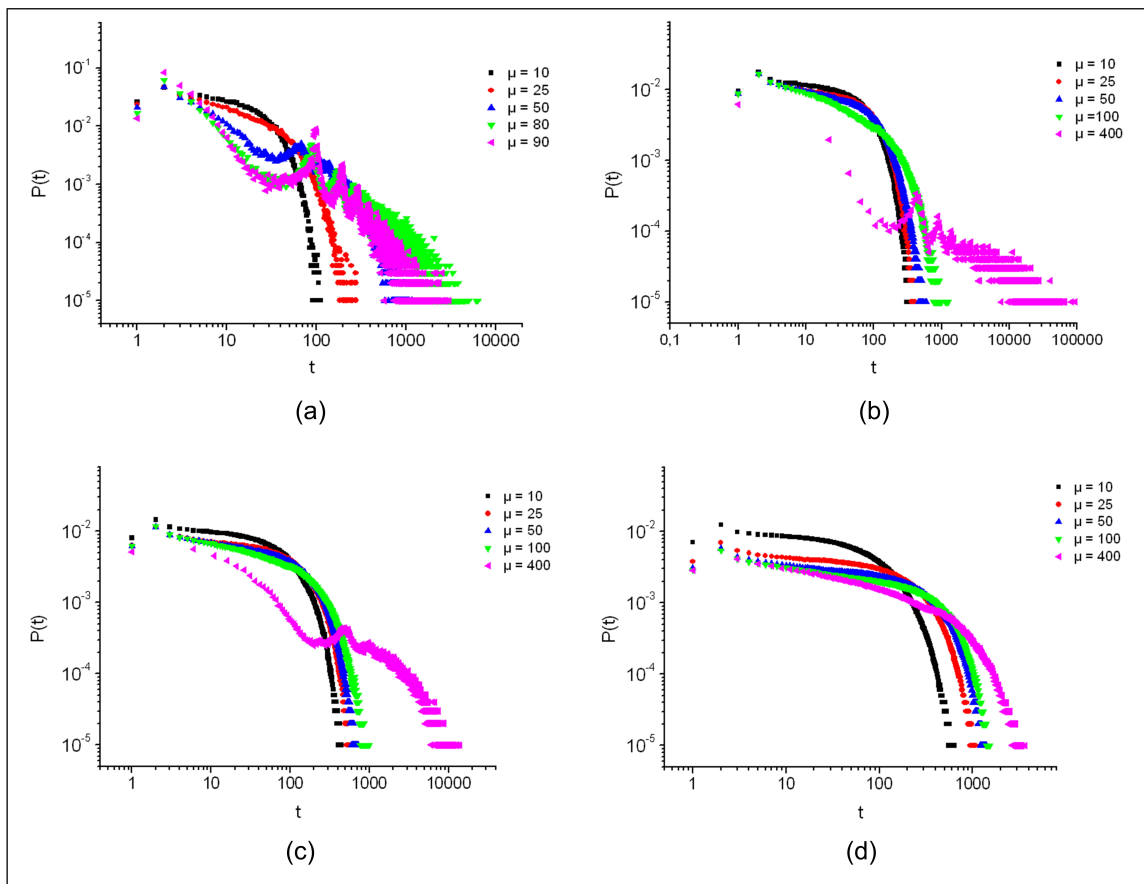 μ = 10
μ = 25
μ = 50
μ = 80
μ = 90
10⁻¹
10⁻²
10⁻³
10⁻⁴
10⁻⁵
P(t)
1 10 100 1000 10000
t
(a)
μ = 10
μ = 25
μ = 50
μ =100
μ = 400
10⁻²
10⁻³
10⁻⁴
10⁻⁵
P(t)
0,1 1 10 100 1000 10000 100000
t
(b)
μ = 10
μ = 25
μ = 50
μ = 100
μ = 400
10⁻²
10⁻³
10⁻⁴
10⁻⁵
P(t)
1 10 100 1000 10000
t
(c)
μ = 10
μ = 25
μ = 50
μ = 100
μ = 400
10⁻²
10⁻³
10⁻⁴
10⁻⁵
P(t)
1 10 100 1000
t
(d)